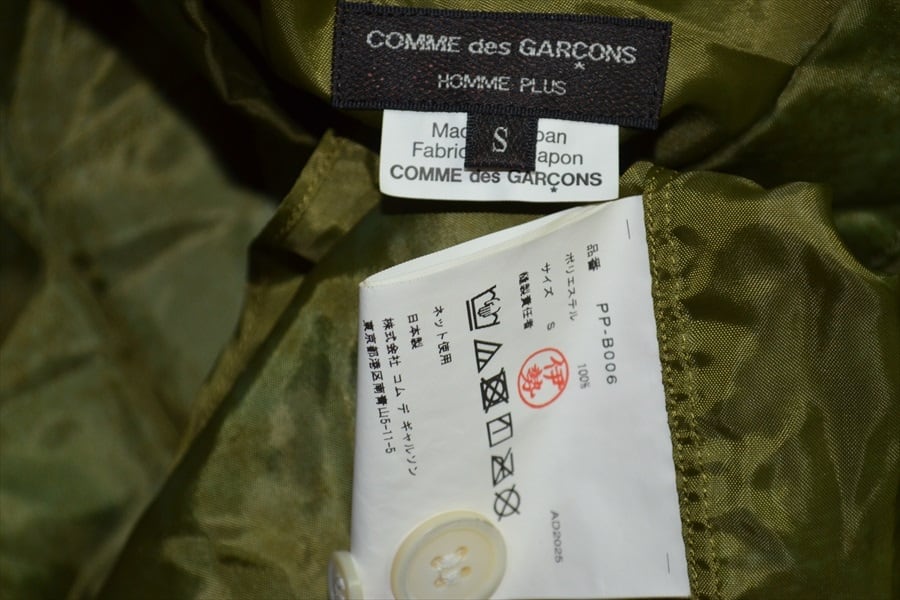 COMME des GARÇONS
HOMME PLUS
S
Made in Japan
Fabric Japan
COMME des GARÇONS
品番 PP-B006
ポリエステル 100%
サイズ S
縫製責任者 伊勢
ネット使用
日本製
株式会社 コム デ ギャルソン
東京都港区南青山5-11-5
AD2025